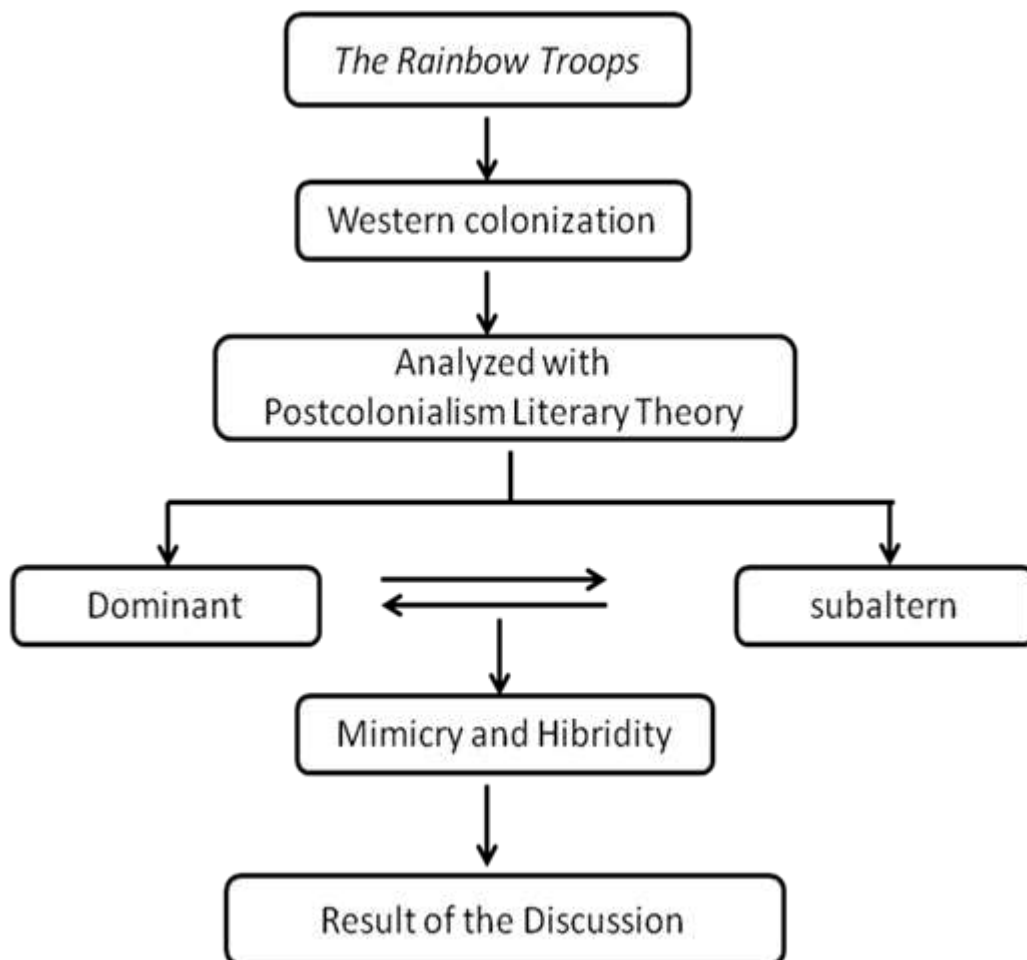 The Rainbow Troops
Western colonization
Analyzed with
Postcolonialism Literary Theory
Dominant
subaltern
Mimicry and Hibridity
Result of the Discussion